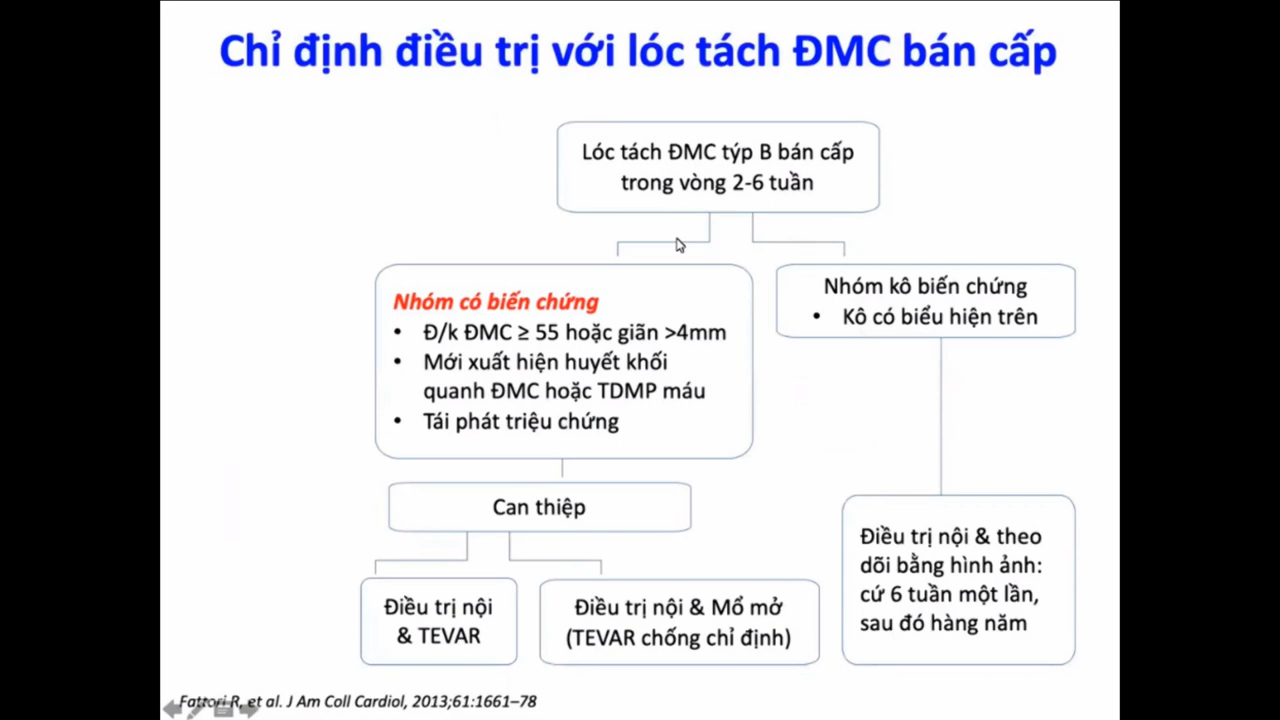 Chỉ định điều trị với lóc tách ĐMC bán cấp
Lóc tách ĐMC týp B bán cấp
trong vòng 2-6 tuần
Nhóm có biến chứng
• Đ/k ĐMC ≥ 55 hoặc giãn >4mm
• Mới xuất hiện huyết khối
quanh ĐMC hoặc TDMP máu
• Tái phát triệu chứng
Nhóm kô biến chứng
• Kô có biểu hiện trên
Can thiệp
Điều trị nội
& TEVAR
Điều trị nội & Mổ mở
(TEVAR chống chỉ định)
Điều trị nội & theo
dõi bằng hình ảnh:
cứ 6 tuần một lần,
sau đó hàng năm
Fattori R, et al. J Am Coll Cardiol, 2013;61:1661–78